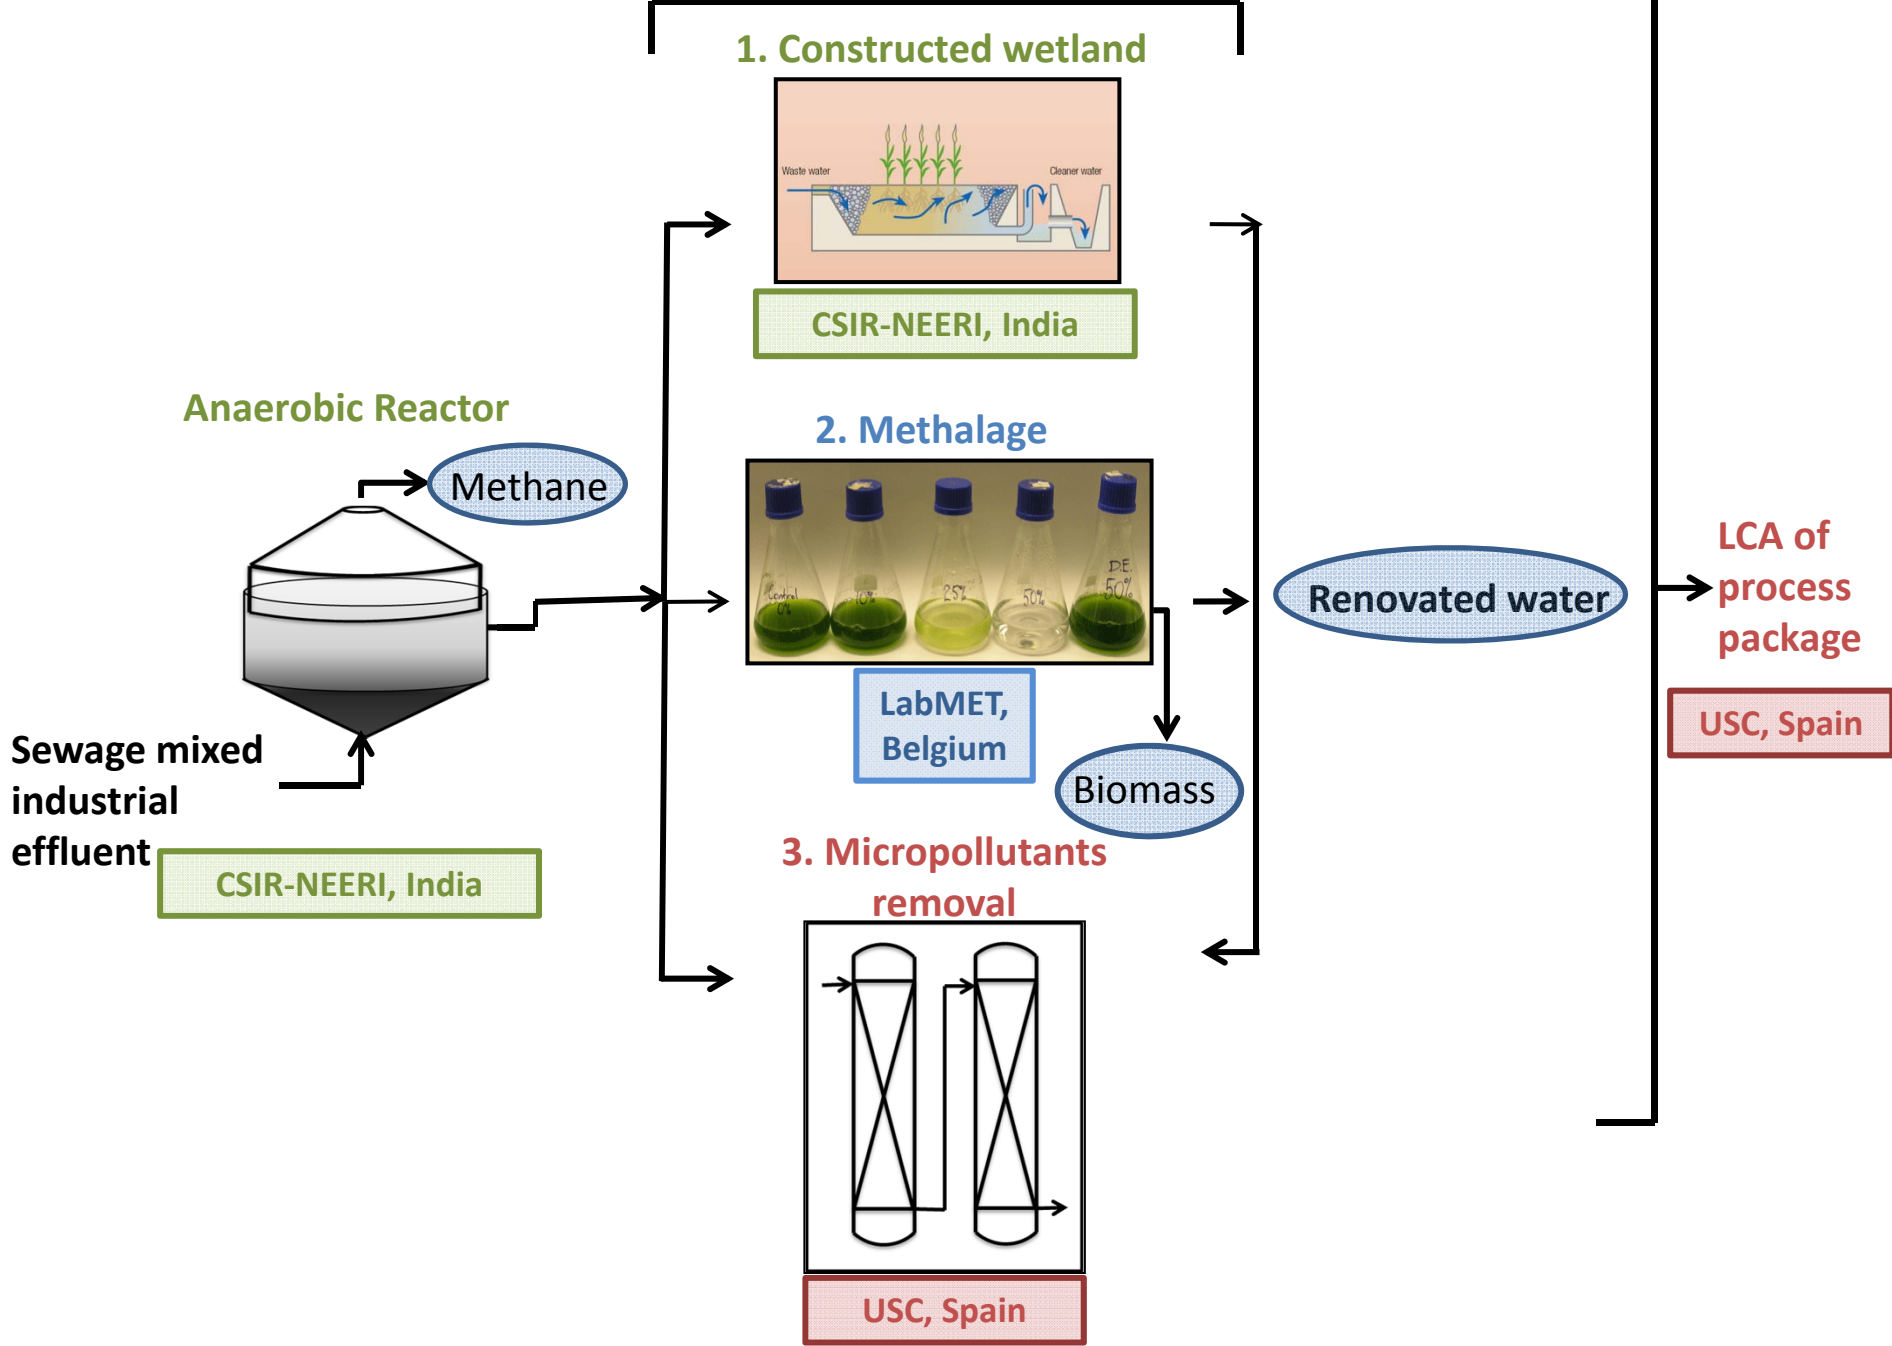 1. Constructed wetland
Waste water
Cleaner water
CSIR-NEERI, India
Anaerobic Reactor
Methane
2. Methalage
Control
0%
10%
25%
50%
D.E.
50%
LabMET,
Belgium
Biomass
Renovated water
LCA of
process
package
USC, Spain
Sewage mixed
industrial
effluent
CSIR-NEERI, India
3. Micropollutants
removal
USC, Spain